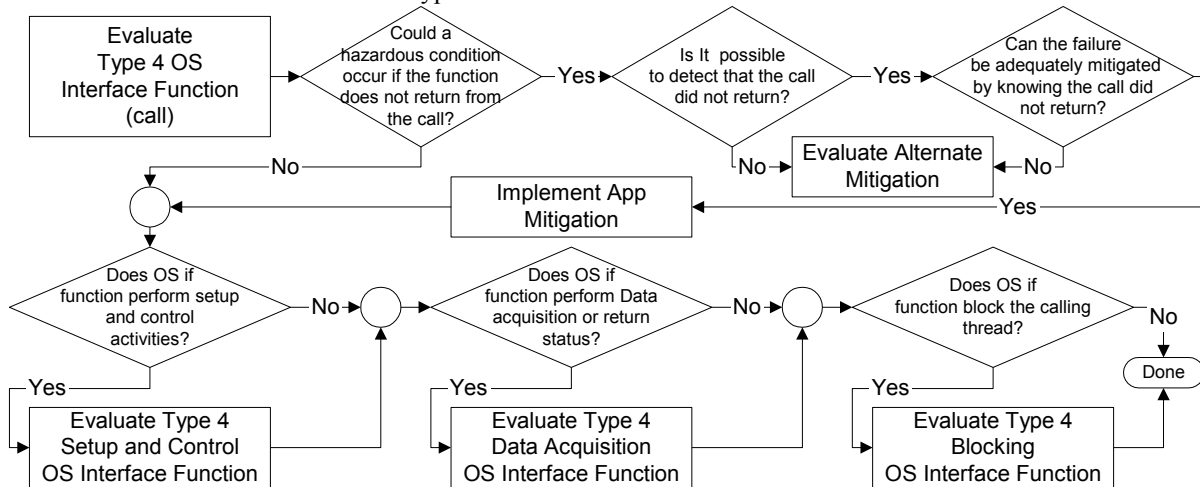 Evaluate
Type 4 OS
Interface Function
(call)
Could a
hazardous condition
occur if the function
does not return from
the call?
Yes
Is It possible
to detect that the call
did not return?
Yes
Can the failure
be adequately mitigated
by knowing the call did
not return?
No
No
Evaluate Alternate
Mitigation
No
Implement App
Mitigation
Yes
Does OS if
function perform setup
and control
activities?
No
Does OS if
function perform Data
acquisition or return
status?
No
Does OS if
function block the calling
thread?
No
Done
Yes
Evaluate Type 4
Setup and Control
OS Interface Function
Yes
Evaluate Type 4
Data Acquisition
OS Interface Function
Yes
Evaluate Type 4
Blocking
OS Interface Function